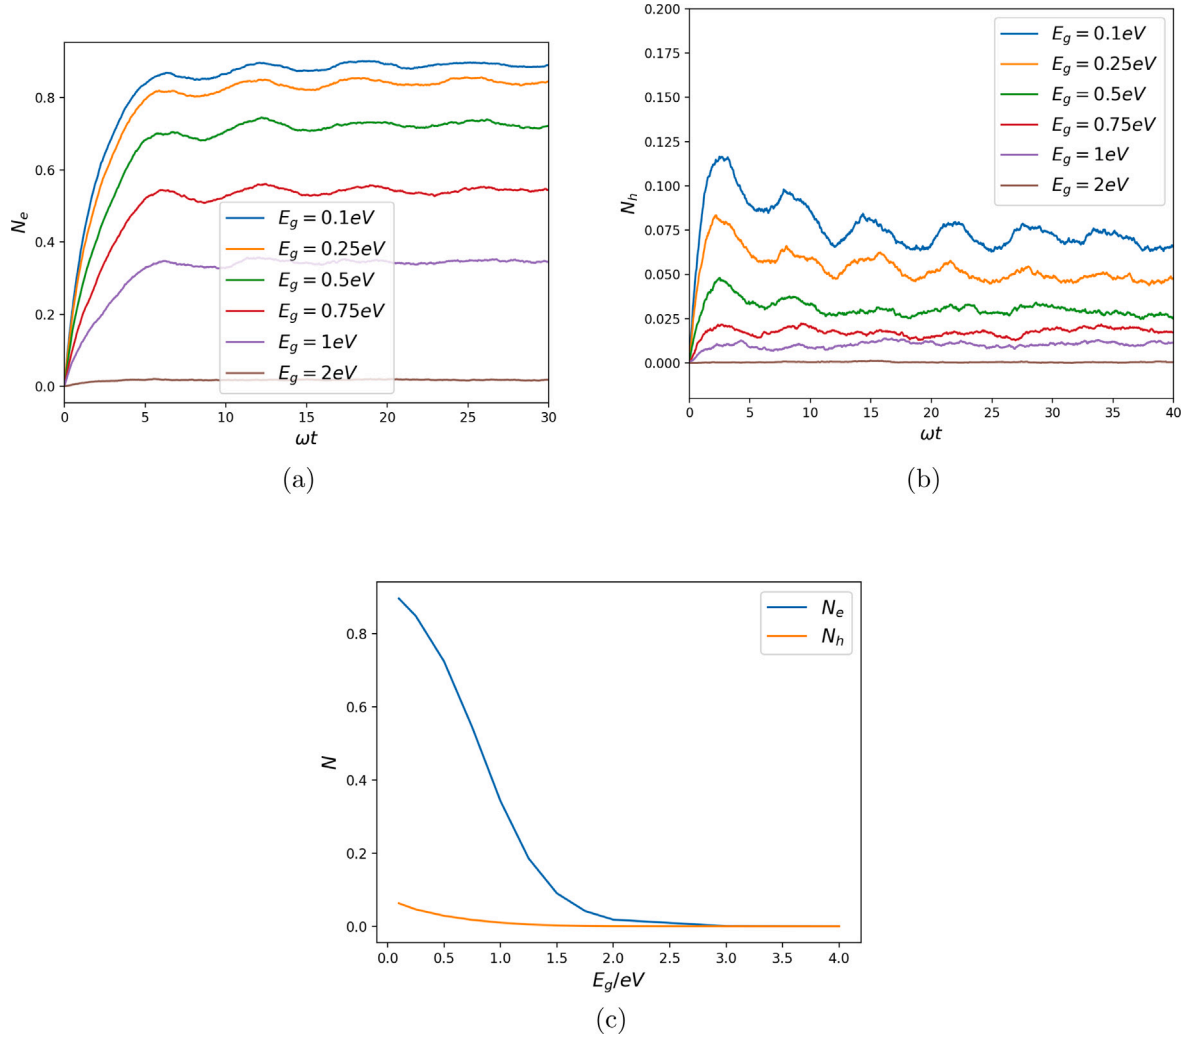 N_e
0.8
0.6
0.4
0.2
0.0
E_g = 0.1eV
E_g = 0.25eV
E_g = 0.5eV
E_g = 0.75eV
E_g = 1eV
E_g = 2eV
0 5 10 15 20 25 30
ωt
(a)
N_h
0.200
0.175
0.150
0.125
0.100
0.075
0.050
0.025
0.000
E_g = 0.1eV
E_g = 0.25eV
E_g = 0.5eV
E_g = 0.75eV
E_g = 1eV
E_g = 2eV
0 5 10 15 20 25 30 35 40
ωt
(b)
N
0.8
0.6
0.4
0.2
0.0
N_e
N_h
0.0 0.5 1.0 1.5 2.0 2.5 3.0 3.5 4.0
E_g/eV
(c)